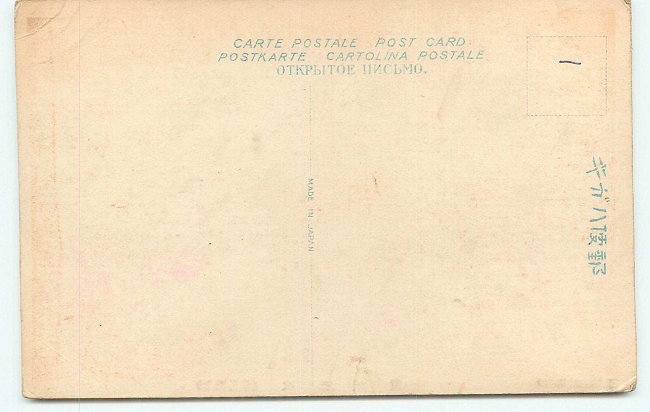 CARTE POSTALE POST CARD
POSTKARTE CARTOLINA POSTALE
ОТКРЫТОЕ ПИСЬМО.
MADE IN JAPAN
郵便ハガキ